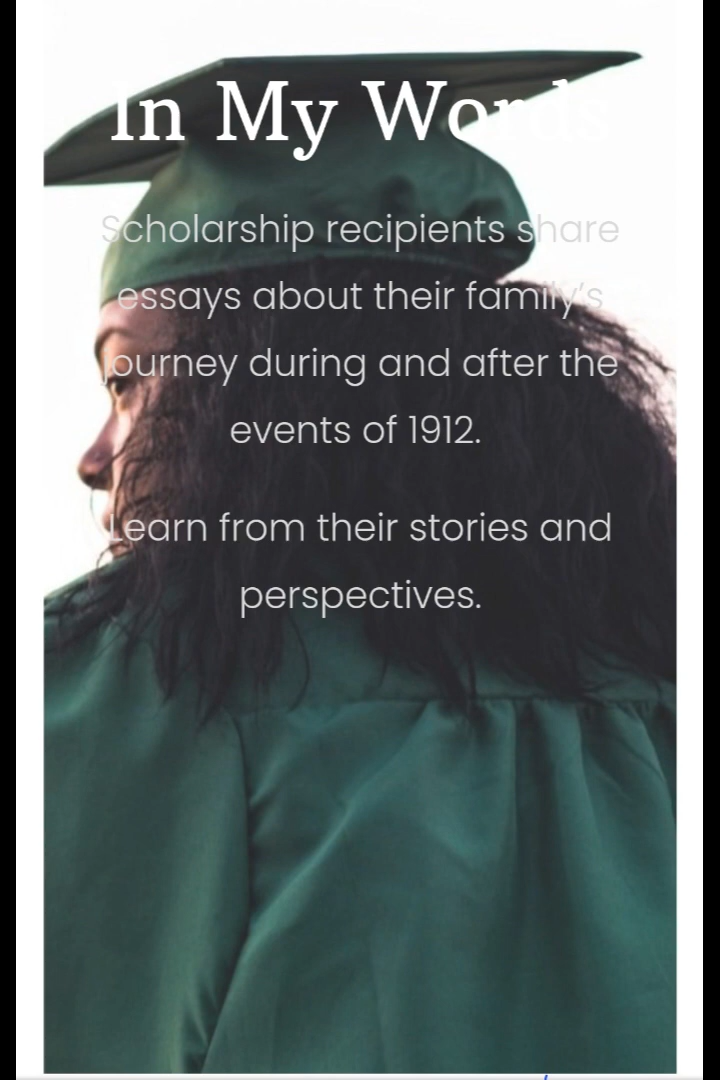 In My Words
Scholarship recipients share
essays about their family's
journey during and after the
events of 1912.
Learn from their stories and
perspectives.